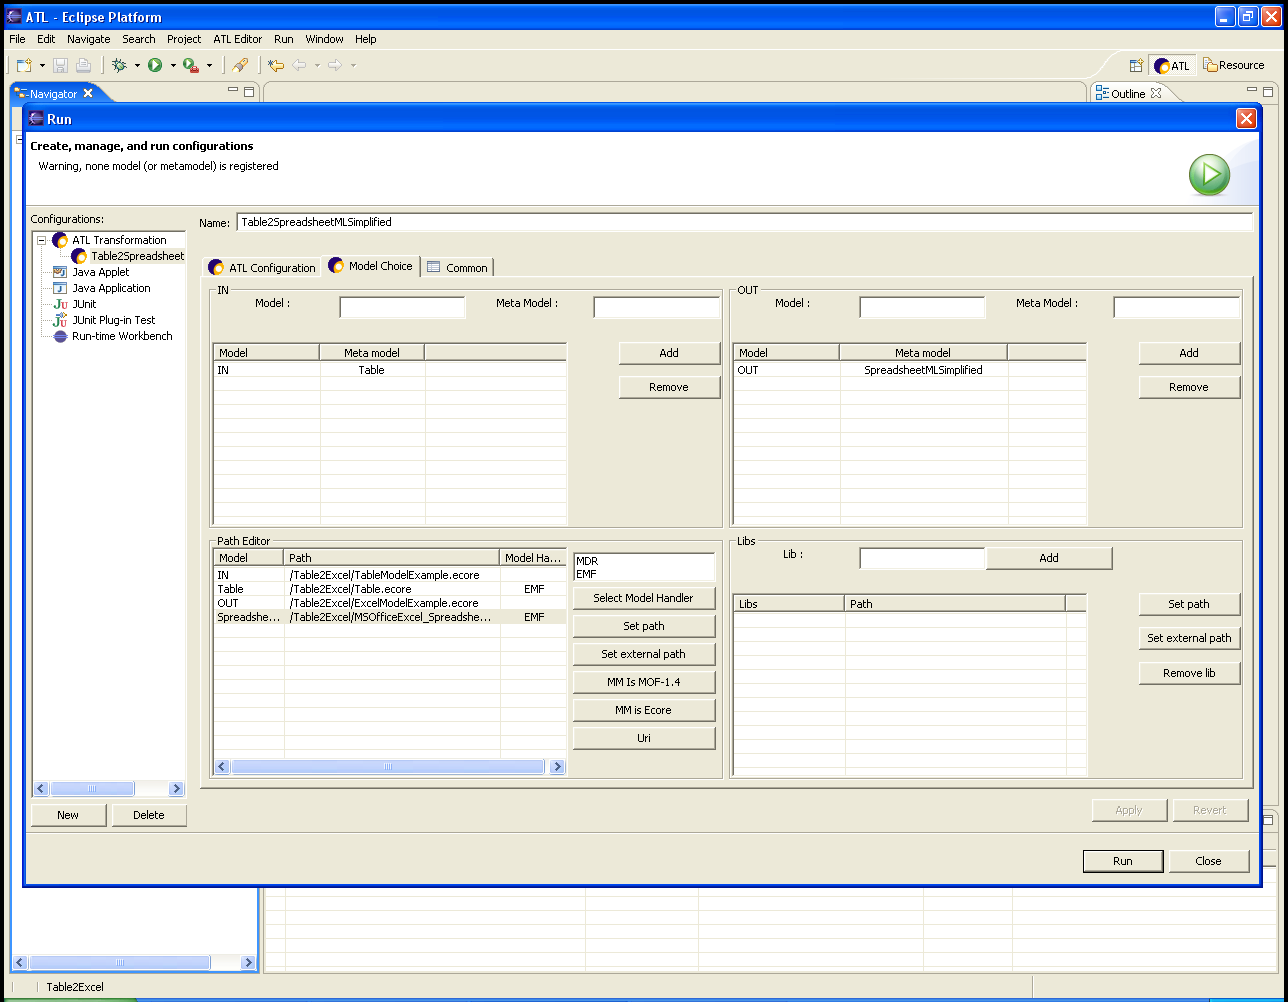 ATL - Eclipse Platform
File Edit Navigate Search Project ATL Editor Run Window Help
ATL Resource
Navigator Outline
Run
Create, manage, and run configurations
Warning, none model (or metamodel) is registered
Configurations:
Name: Table2SpreadsheetMLSimplified
ATL Transformation
Table2Spreadsheet
Java Applet
Java Application
JUnit
JUnit Plug-in Test
Run-time Workbench
New Delete
ATL Configuration Model Choice Common
IN
Model : Meta Model :
Model Meta model Add
IN Table
Remove
OUT
Model : Meta Model :
Model Meta model Add
OUT SpreadsheetMLSimplified
Remove
Path Editor
Model Path Model Ha...
IN /Table2Excel/TableModelExample.ecore
Table /Table2Excel/Table.ecore EMF
OUT /Table2Excel/ExcelModelExample.ecore
Spreadshe... /Table2Excel/MSOfficeExcel_Spreadshe... EMF
MDR
EMF
Select Model Handler
Set path
Set external path
MM Is MOF-1.4
MM is Ecore
Uri
Libs
Lib : Add
Libs Path Set path
Set external path
Remove lib
Apply Revert
Run Close
Table2Excel